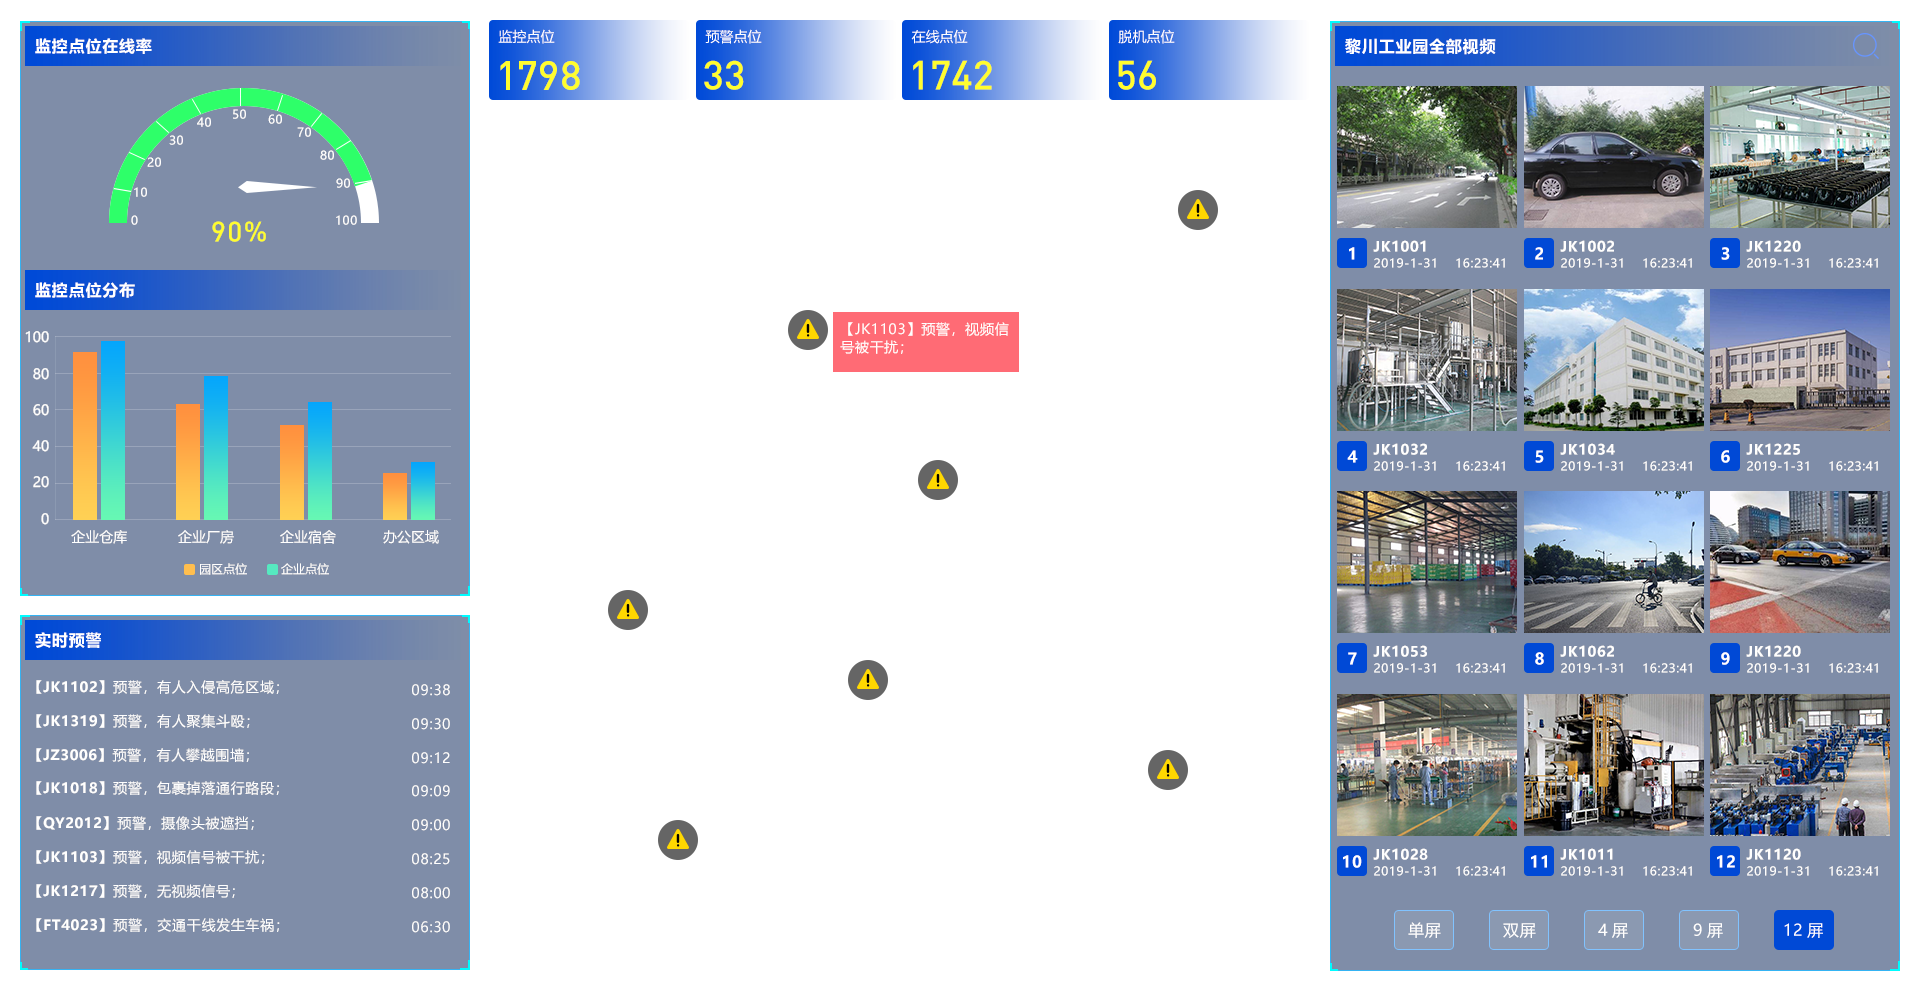 监控点位在线率
0
10
20
30
40
50
60
70
80
90
100
90%
监控点位分布
100
80
60
40
20
0
企业仓库
企业厂房
企业宿舍
办公区域
园区点位
企业点位
实时预警
【JK1102】预警，有人入侵高危区域； 09:38
【JK1319】预警，有人聚集斗殴； 09:30
【JZ3006】预警，有人攀越围墙； 09:12
【JK1018】预警，包裹掉落通行路段； 09:09
【QY2012】预警，摄像头被遮挡； 09:00
【JK1103】预警，视频信号被干扰； 08:25
【JK1217】预警，无视频信号； 08:00
【FT4023】预警，交通干线发生车祸； 06:30
监控点位
1798
预警点位
33
在线点位
1742
脱机点位
56
【JK1103】预警，视频信
号被干扰；
黎川工业园全部视频
1
JK1001
2019-1-31 16:23:41
2
JK1002
2019-1-31 16:23:41
3
JK1220
2019-1-31 16:23:41
4
JK1032
2019-1-31 16:23:41
5
JK1034
2019-1-31 16:23:41
6
JK1225
2019-1-31 16:23:41
7
JK1053
2019-1-31 16:23:41
8
JK1062
2019-1-31 16:23:41
9
JK1220
2019-1-31 16:23:41
10
JK1028
2019-1-31 16:23:41
11
JK1011
2019-1-31 16:23:41
12
JK1120
2019-1-31 16:23:41
单屏
双屏
4 屏
9 屏
12 屏